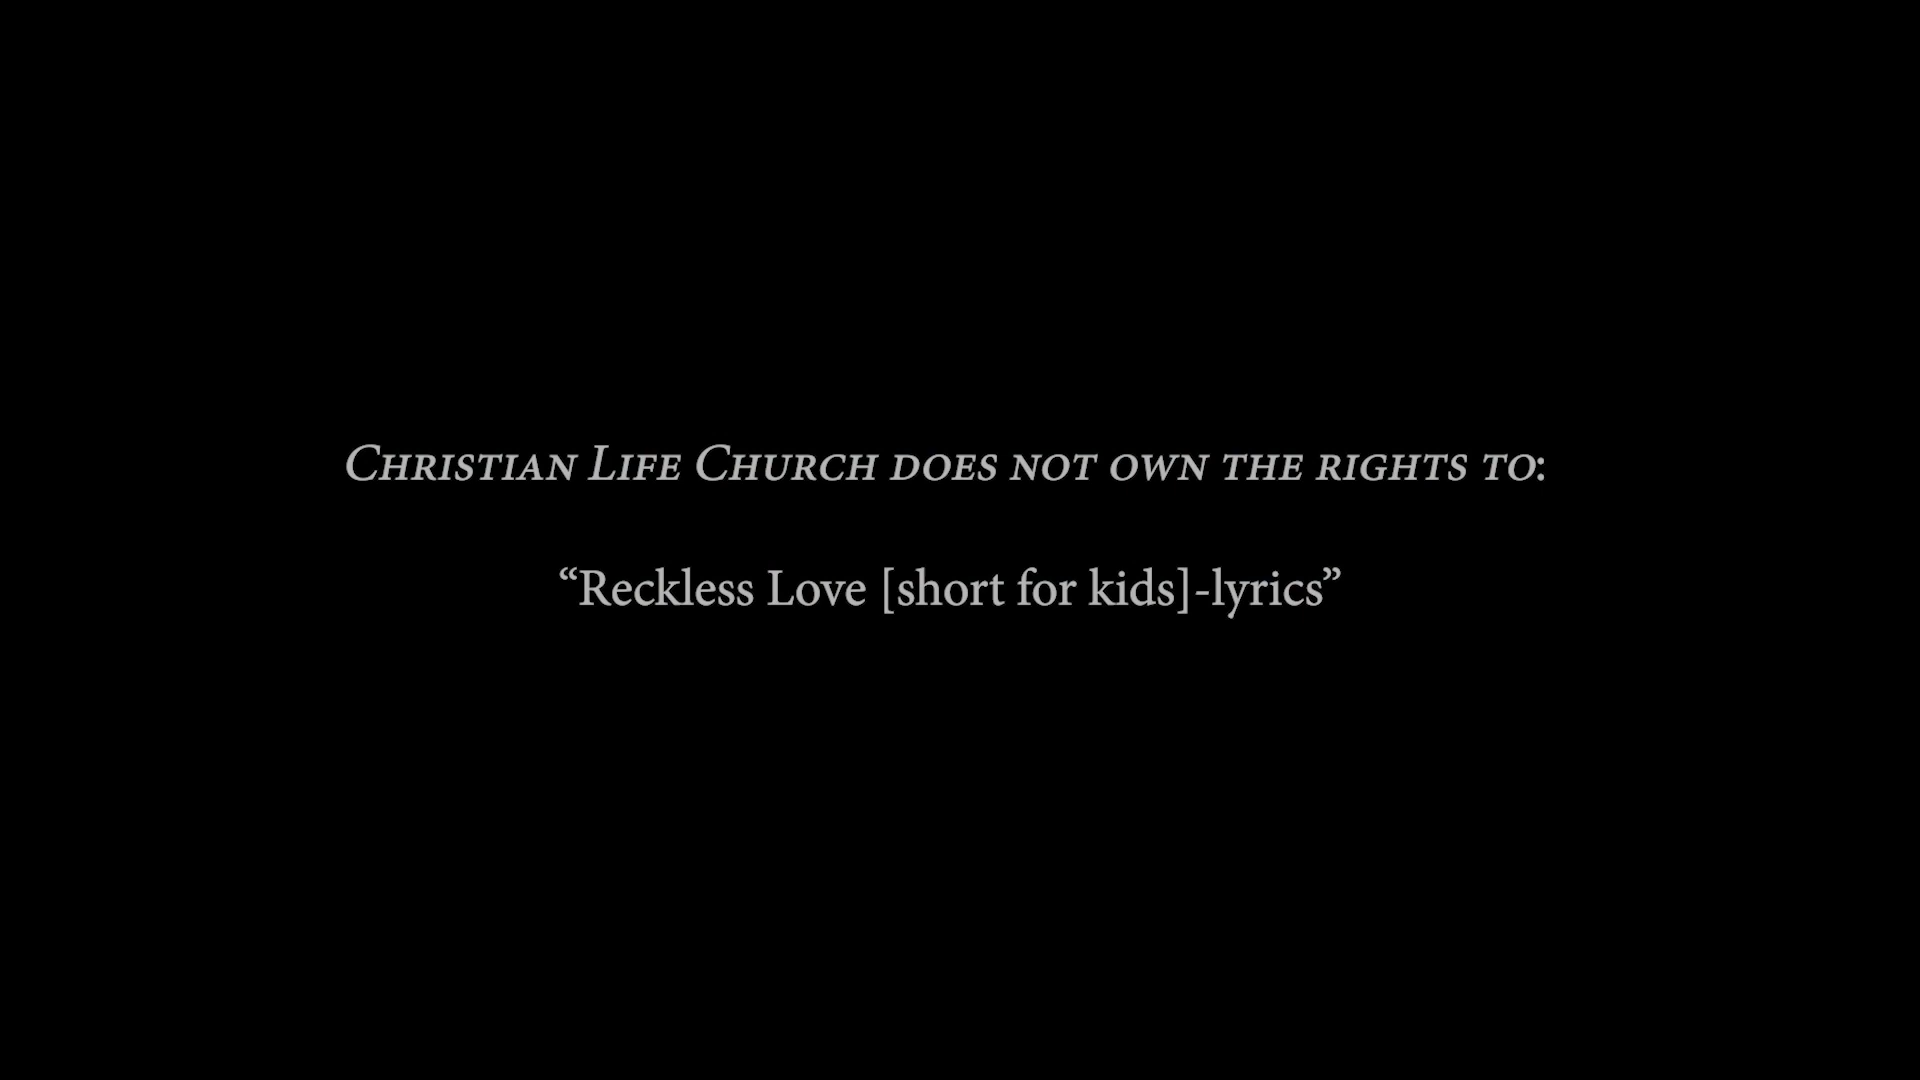 Christian Life Church does not own the rights to:
“Reckless Love [short for kids]-lyrics”